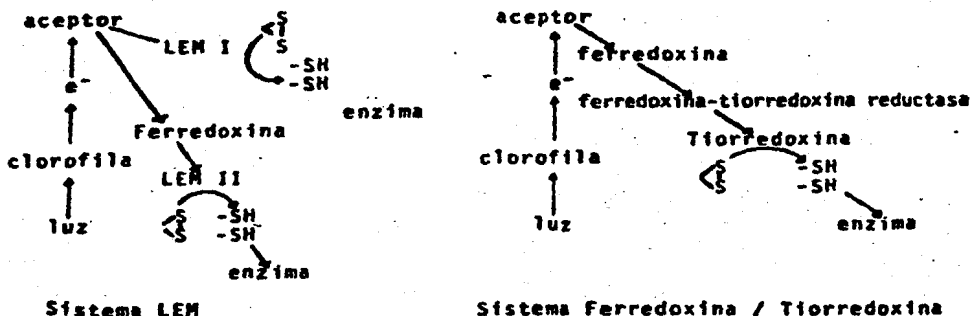 aceptor
LEM I
S
S
-SH
-SH
enzima
e-
Ferredoxina
clorofila
LEM II
S -SH
S -SH
luz
enzima
Sistema LEM
aceptor
ferredoxina
e-
ferredoxina-tiorredoxina reductasa
Tiorredoxina
clorofila
S -SH
S -SH
luz
enzima
Sistema Ferredoxina / Tiorredoxina